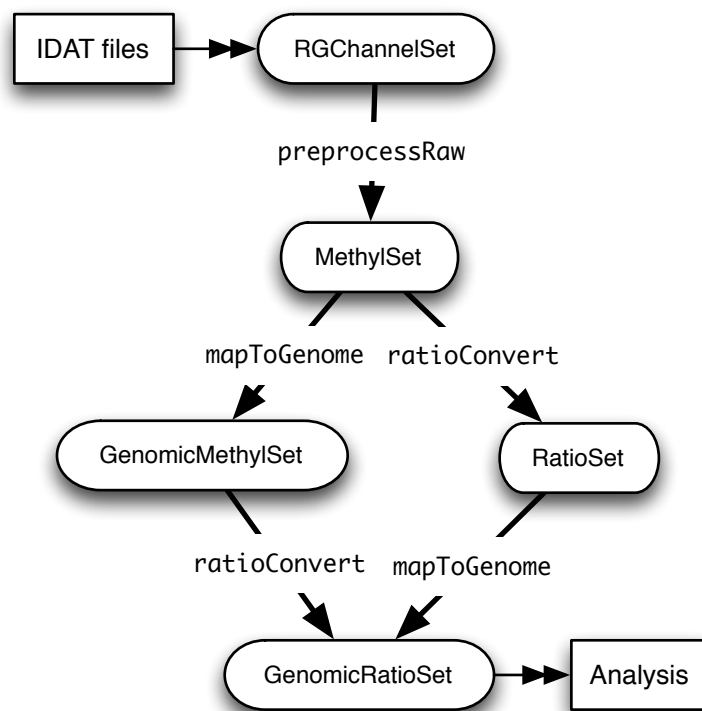 IDAT files
RGChannelSet
preprocessRaw
MethylSet
mapToGenome
ratioConvert
GenomicMethylSet
RatioSet
ratioConvert
mapToGenome
GenomicRatioSet
Analysis